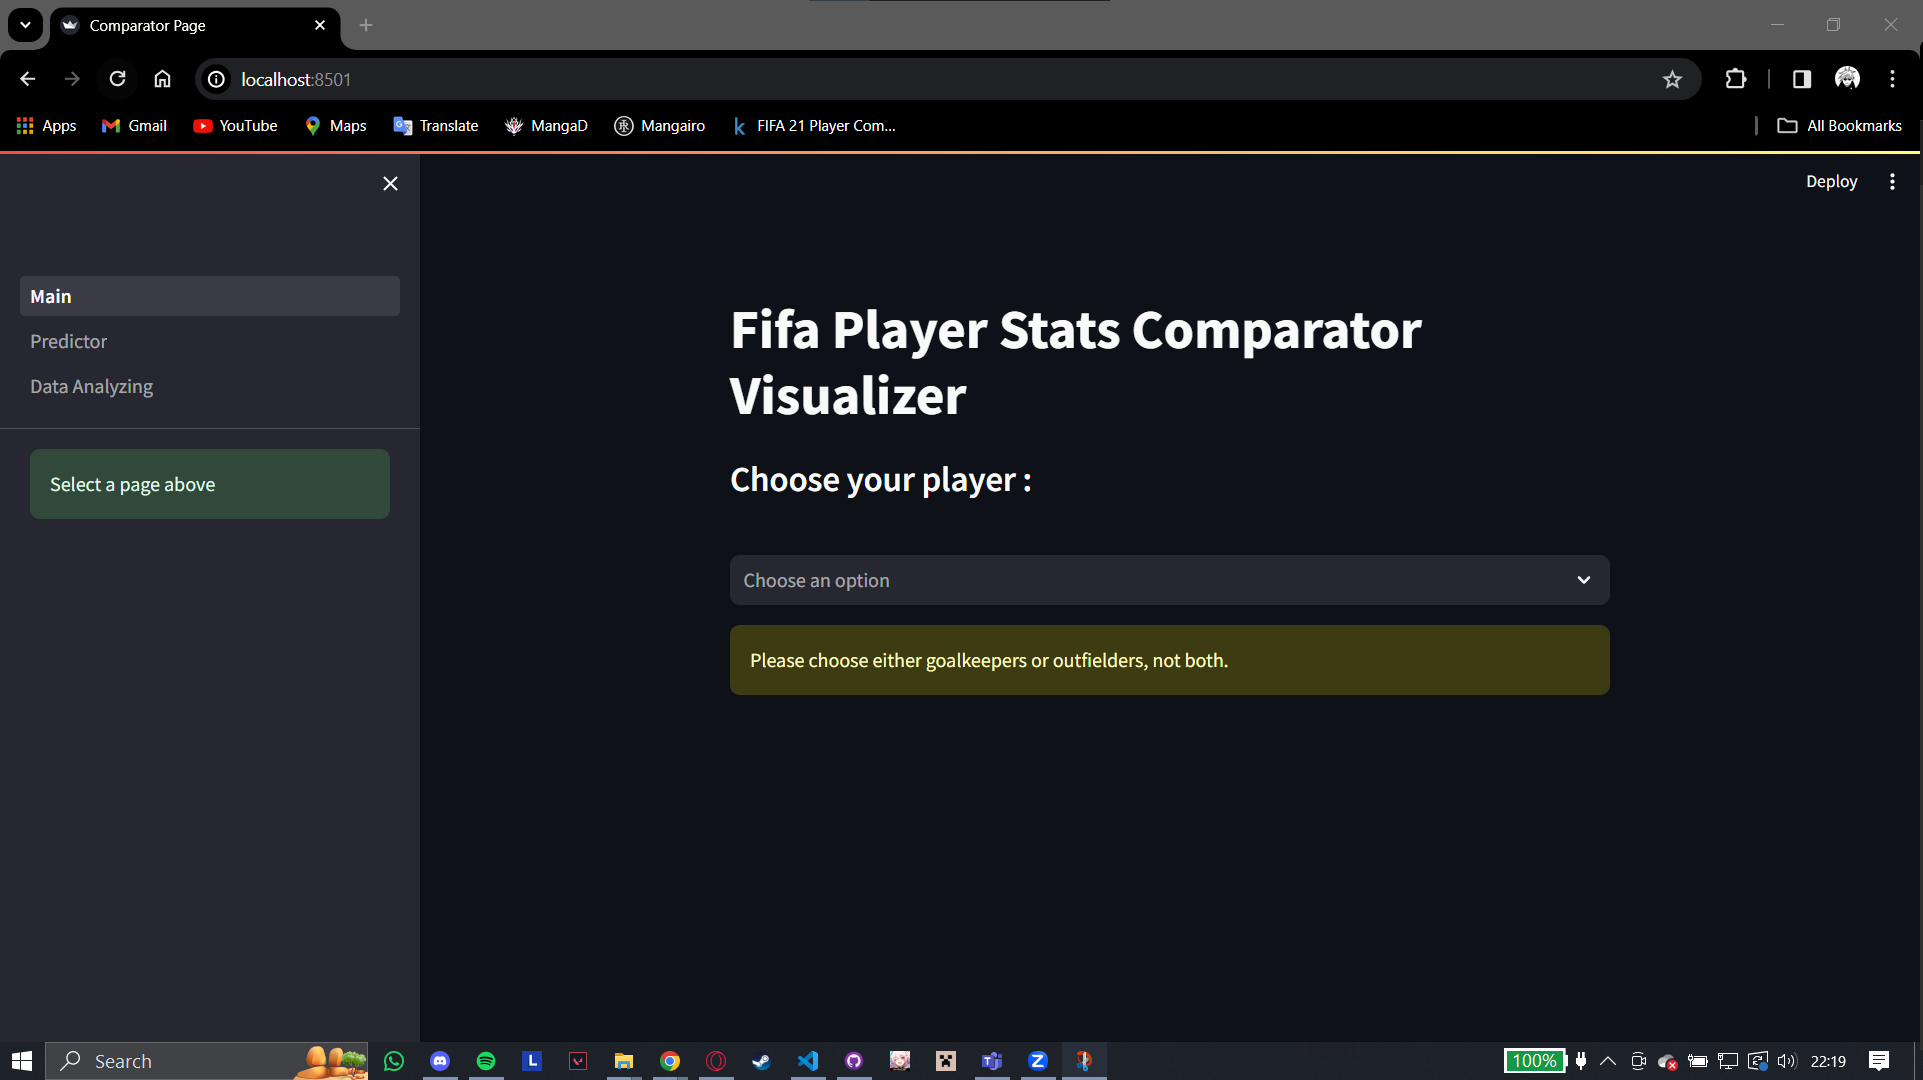 Comparator Page
localhost:8501
Apps Gmail YouTube Maps Translate MangaD Mangairo FIFA 21 Player Com... All Bookmarks
Deploy
Main
Predictor
Data Analyzing
Select a page above
Fifa Player Stats Comparator
Visualizer
Choose your player :
Choose an option
Please choose either goalkeepers or outfielders, not both.
Search L 100% 22:19